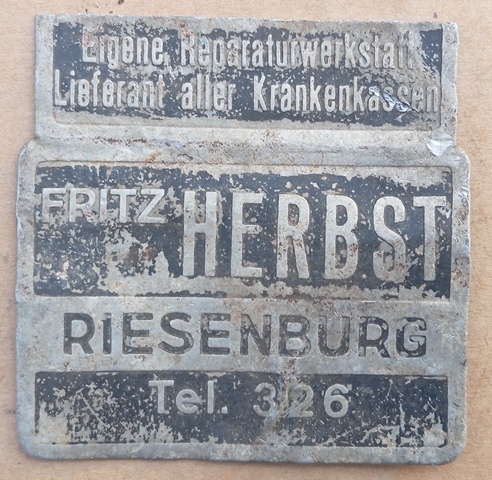 Eigene Reparaturwerkstatt
Lieferant aller Krankenkassen
FRITZ HERBST
RIESENBURG
Tel. 326